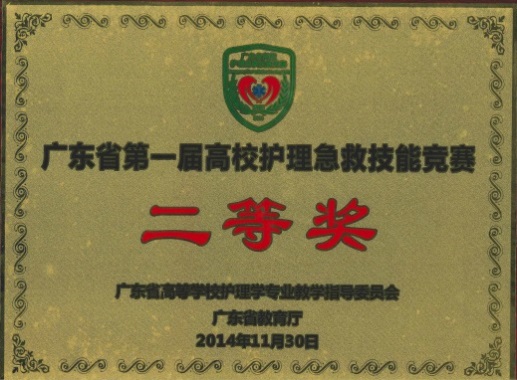 广东省第一届高校护理急救技能竞赛
二等奖
广东省高等学校护理学专业教学指导委员会
广东省教育厅
2014年11月30日